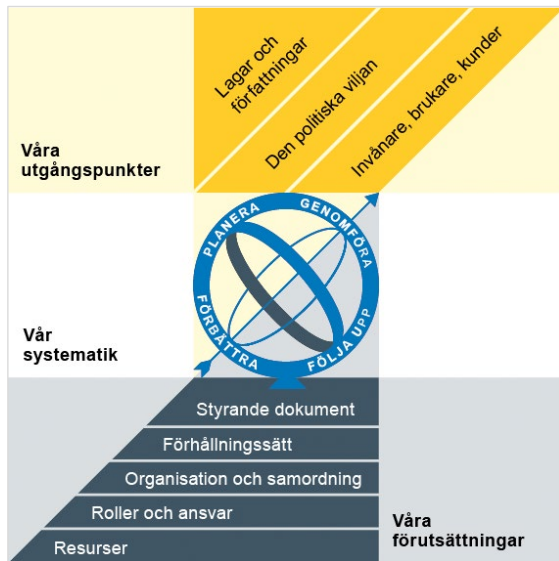 Lagar och
författningar
Den politiska viljan
Invånare, brukare, kunder
Våra
utgångspunkter
PLANERA
GENOMFÖRA
FÖLJA UPP
FÖRBÄTTRA
Vår
systematik
Styrande dokument
Förhållningssätt
Organisation och samordning
Roller och ansvar
Resurser
Våra
förutsättningar